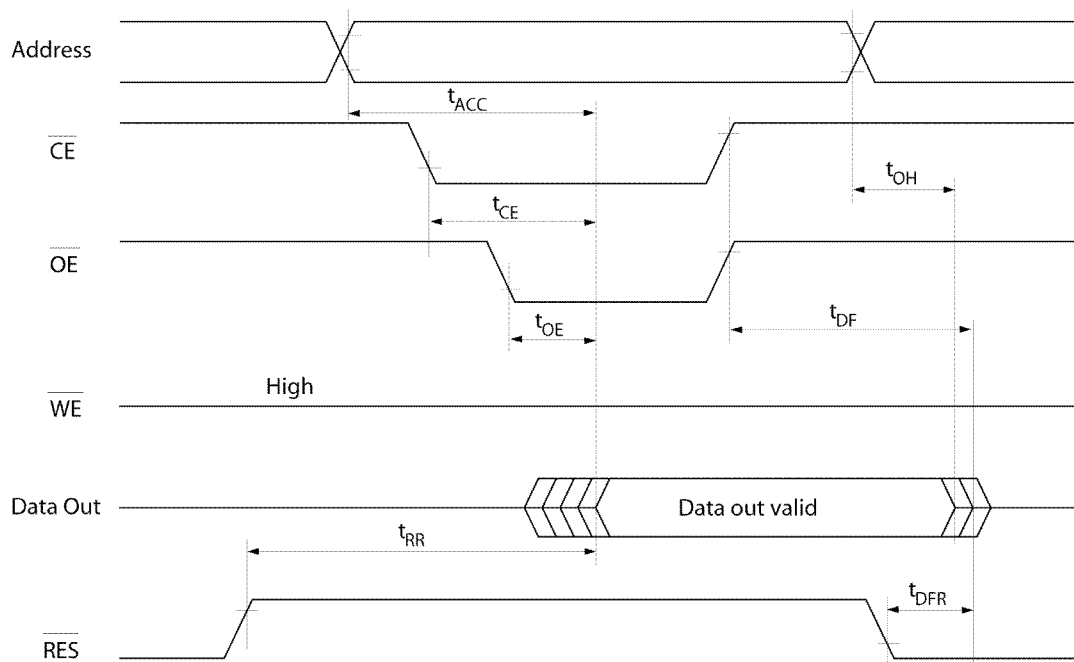 Address
tACC
CE
tOH
tCE
OE
tDF
tOE
High
WE
Data Out
Data out valid
tRR
tDFR
RES